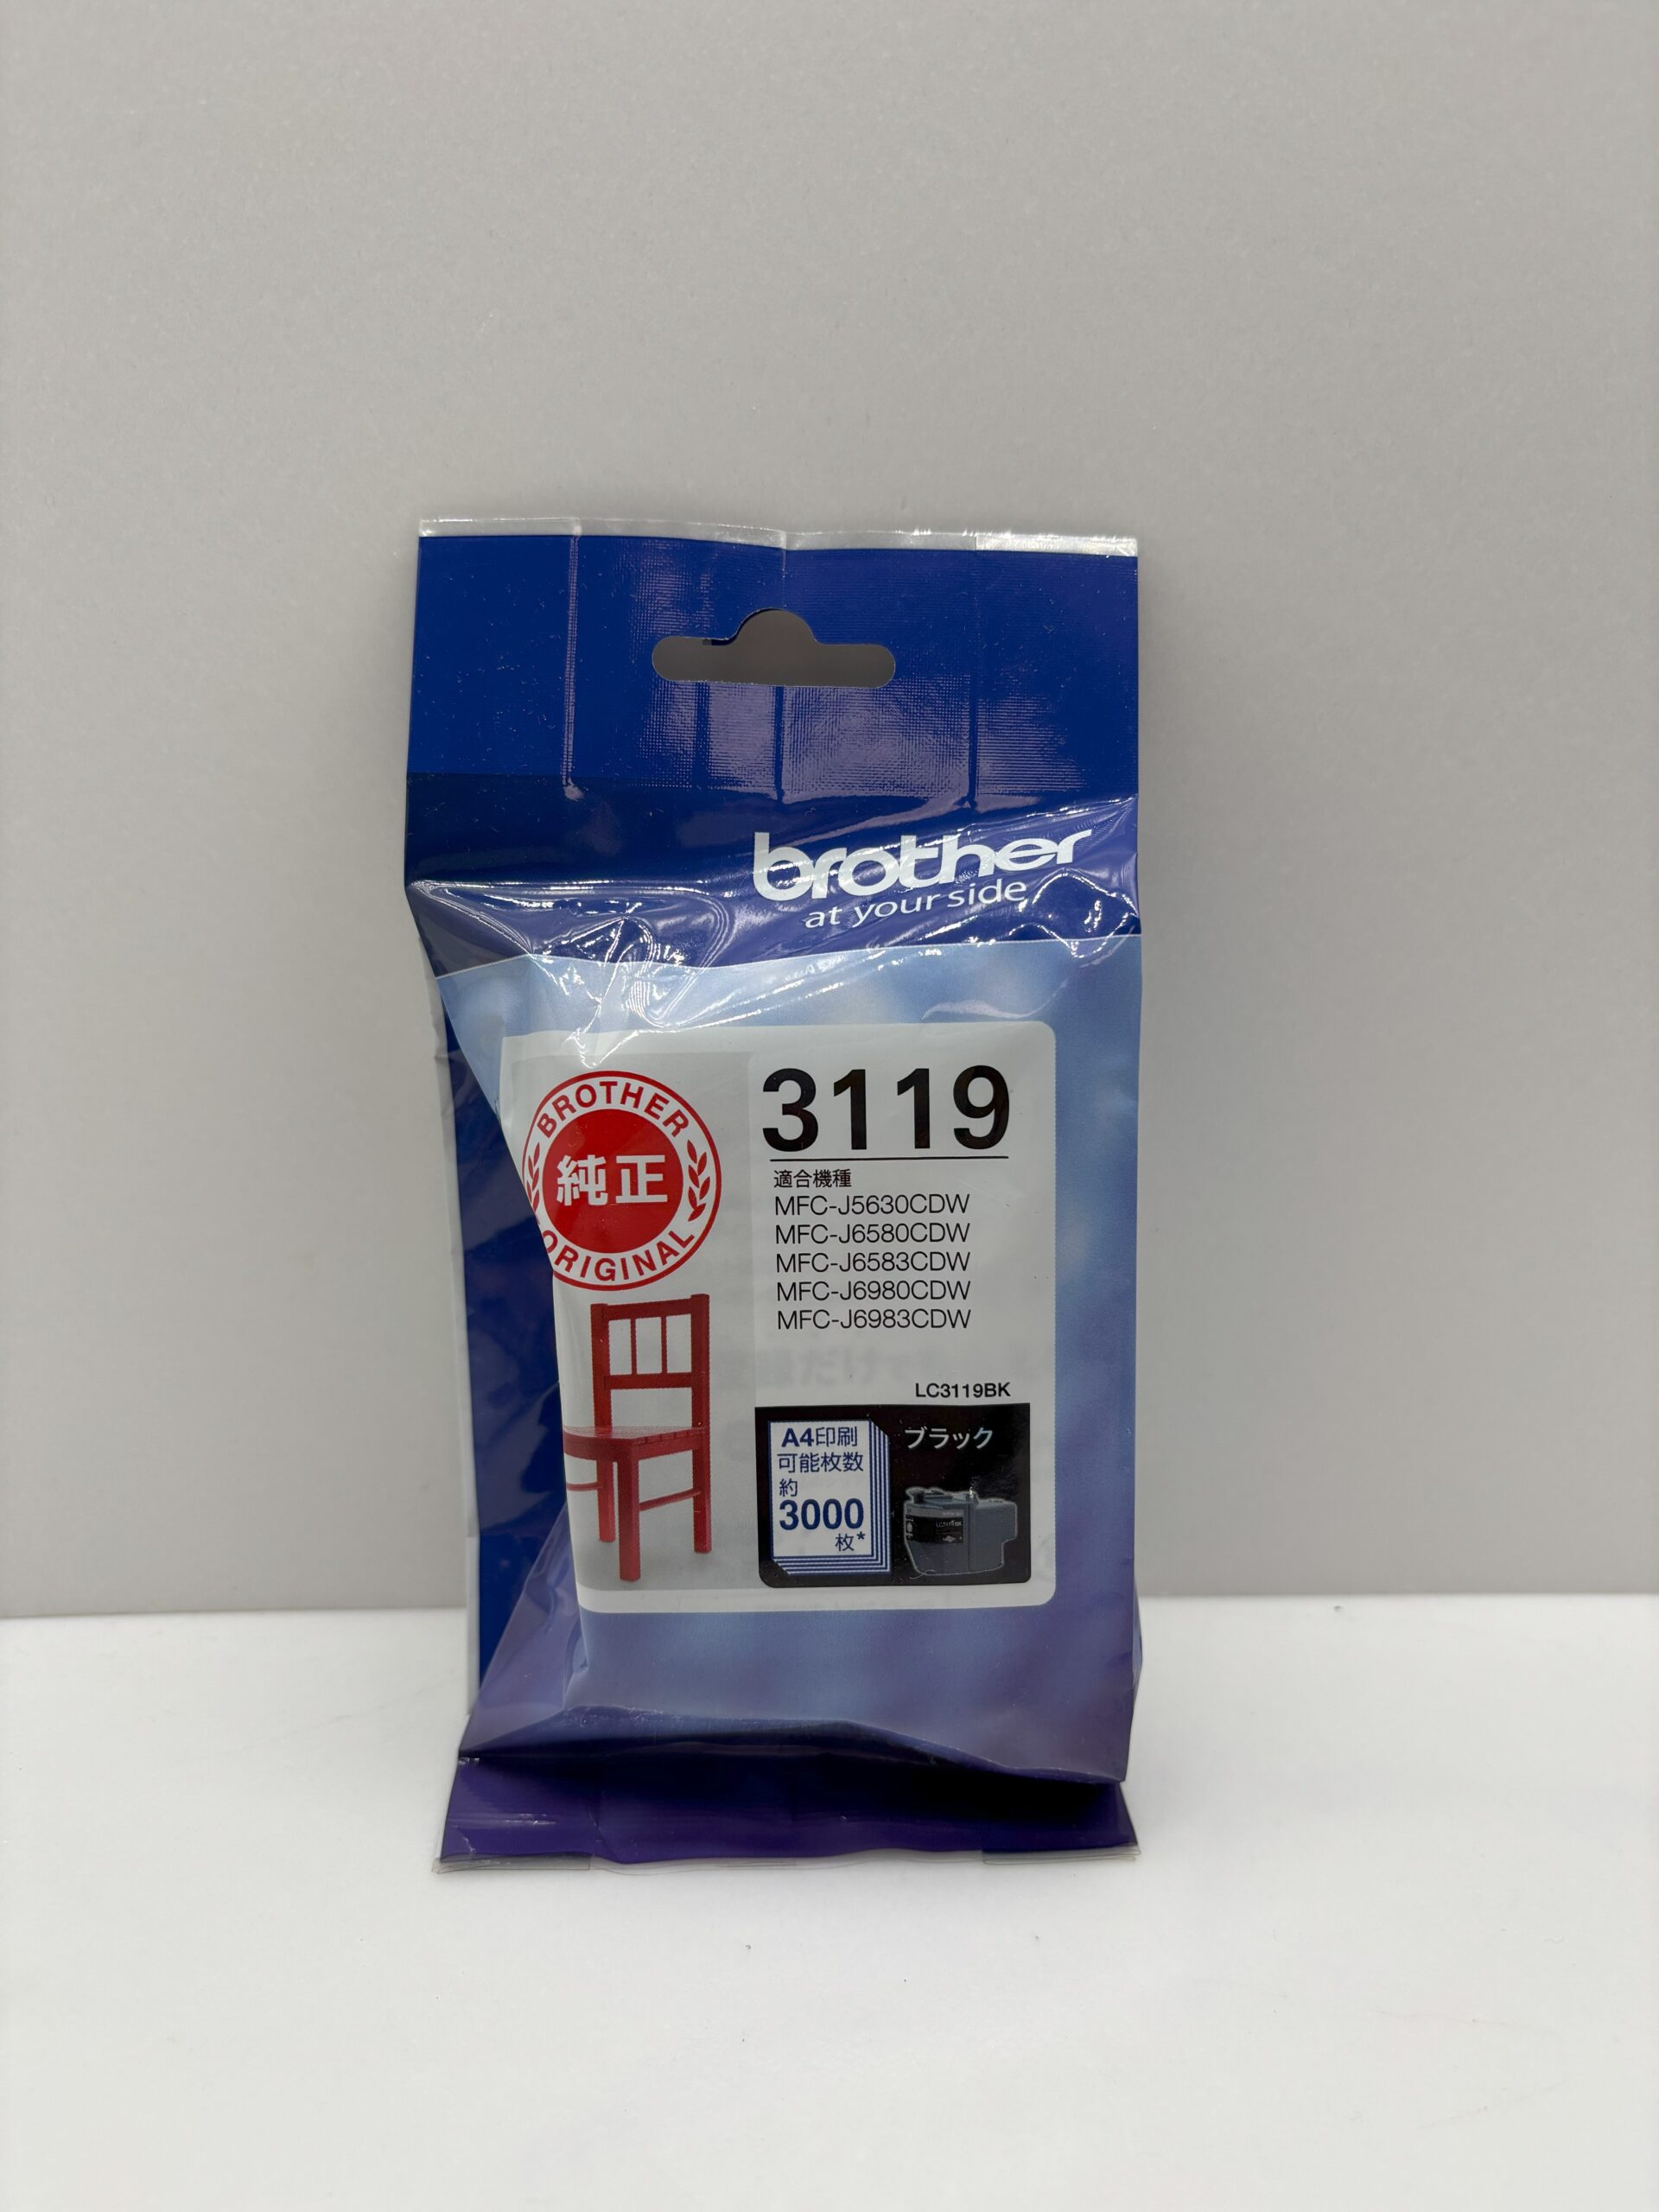 brother
at your side
BROTHER
純正
ORIGINAL
3119
適合機種
MFC-J5630CDW
MFC-J6580CDW
MFC-J6583CDW
MFC-J6980CDW
MFC-J6983CDW
LC3119BK
A4印刷
可能枚数
約
3000
枚*
ブラック